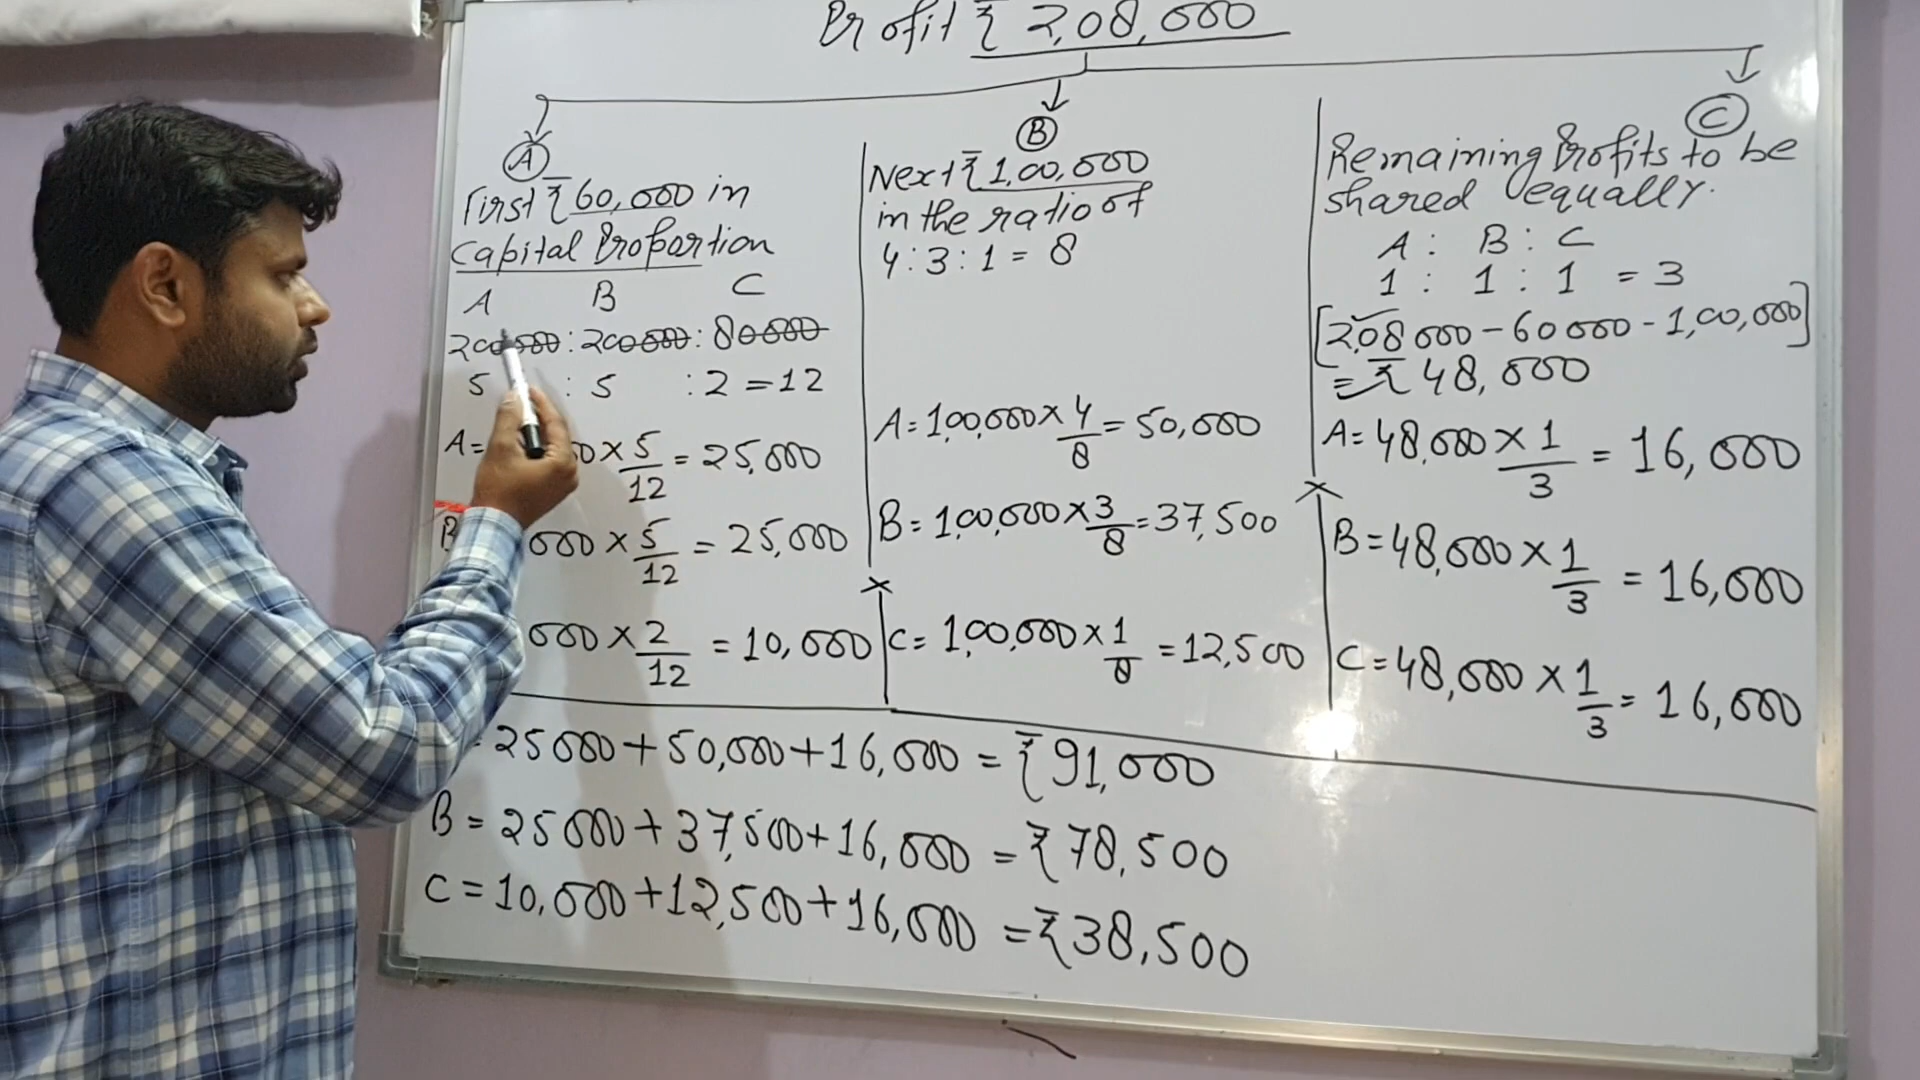 Profit ₹ 2,08,000
A
First ₹ 60,000 in
Capital Proportion
A B C
200000 : 200000 : 80000
5 : 5 : 2 = 12
A= 0 × 5/12 = 25,000
B 000 × 5/12 = 25,000
000 × 2/12 = 10,000
B
Next ₹ 1,00,000
in the ratio of
4 : 3 : 1 = 8
A = 1,00,000 × 4/8 = 50,000
B = 1,00,000 × 3/8 = 37,500
C = 1,00,000 × 1/8 = 12,500
C
Remaining Profits to be
shared equally.
A : B : C
1 : 1 : 1 = 3
[2,08000 - 60000 - 1,00,000]
= ₹ 48,000
A = 48,000 × 1/3 = 16,000
B = 48,000 × 1/3 = 16,000
C = 48,000 × 1/3 = 16,000
= 25000 + 50,000 + 16,000 = ₹ 91,000
B = 25000 + 37,500 + 16,000 = ₹ 78,500
C = 10,000 + 12,500 + 16,000 = ₹ 38,500